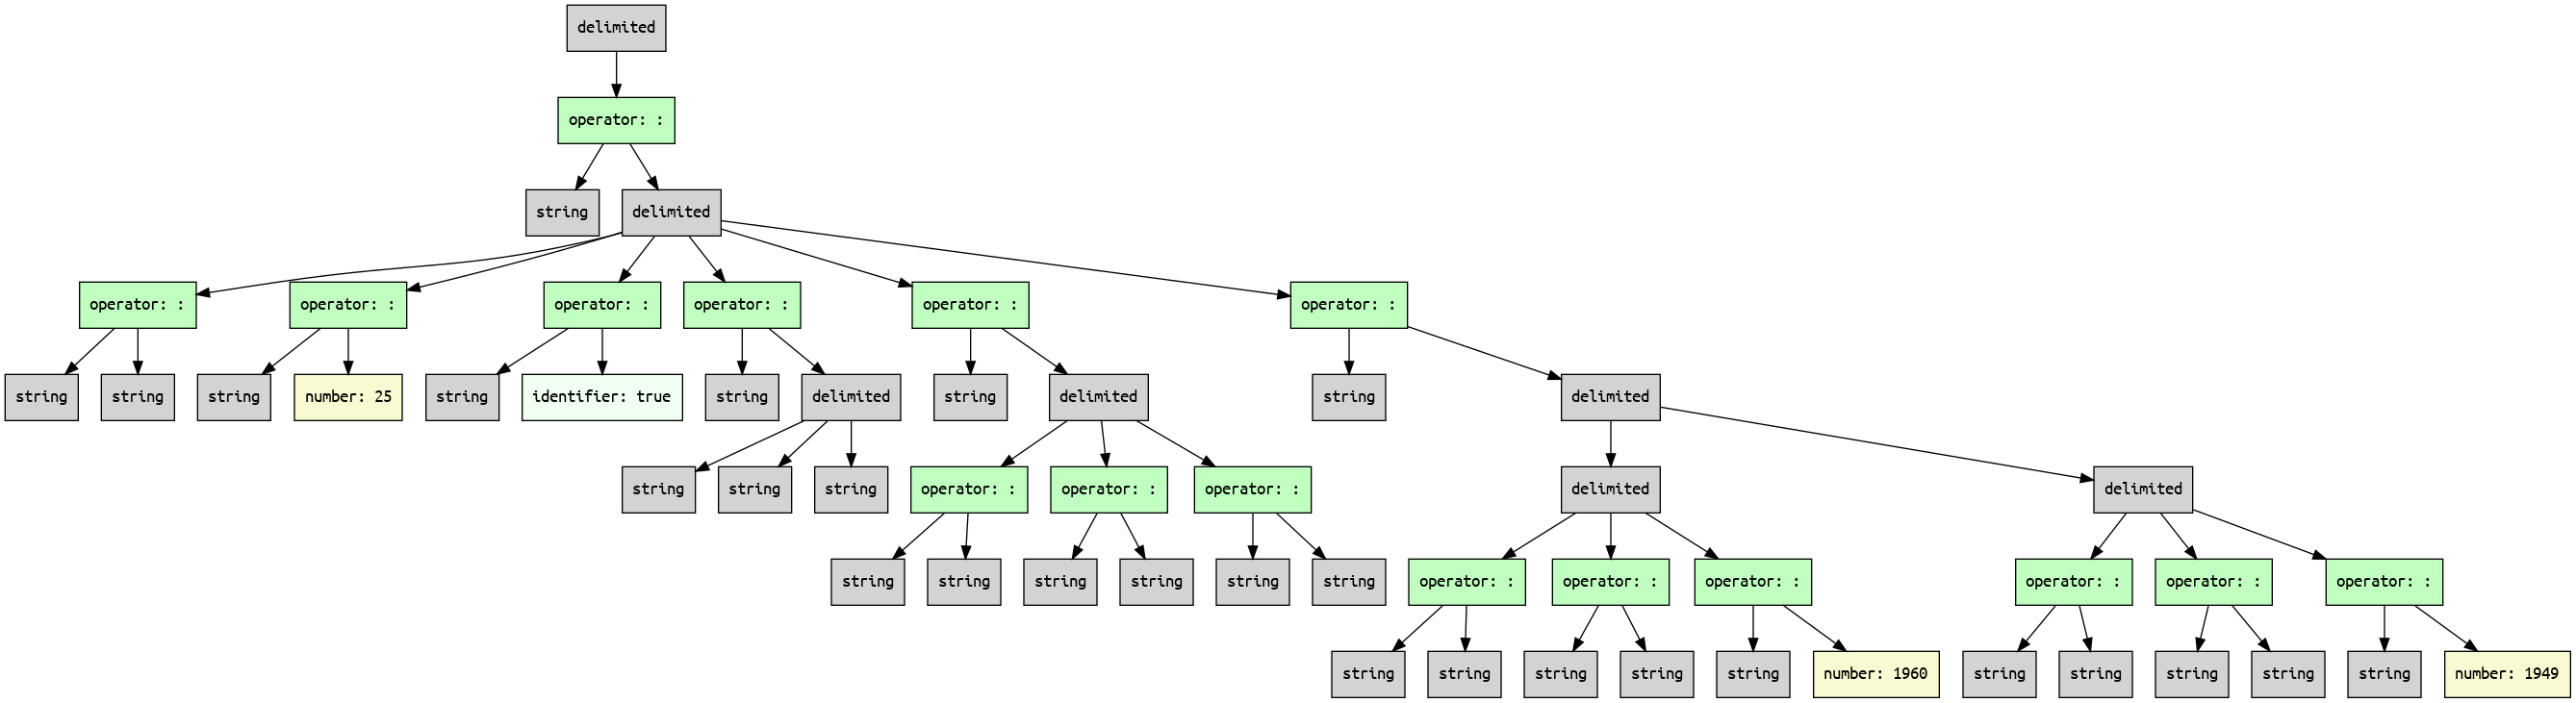 delimited
operator: :
string
delimited
operator: :
operator: :
operator: :
operator: :
operator: :
operator: :
string
string
string
number: 25
string
identifier: true
string
delimited
string
delimited
string
delimited
string
string
string
operator: :
operator: :
operator: :
delimited
delimited
string
string
string
string
string
string
operator: :
operator: :
operator: :
operator: :
operator: :
operator: :
string
string
string
string
string
number: 1960
string
string
string
string
string
number: 1949